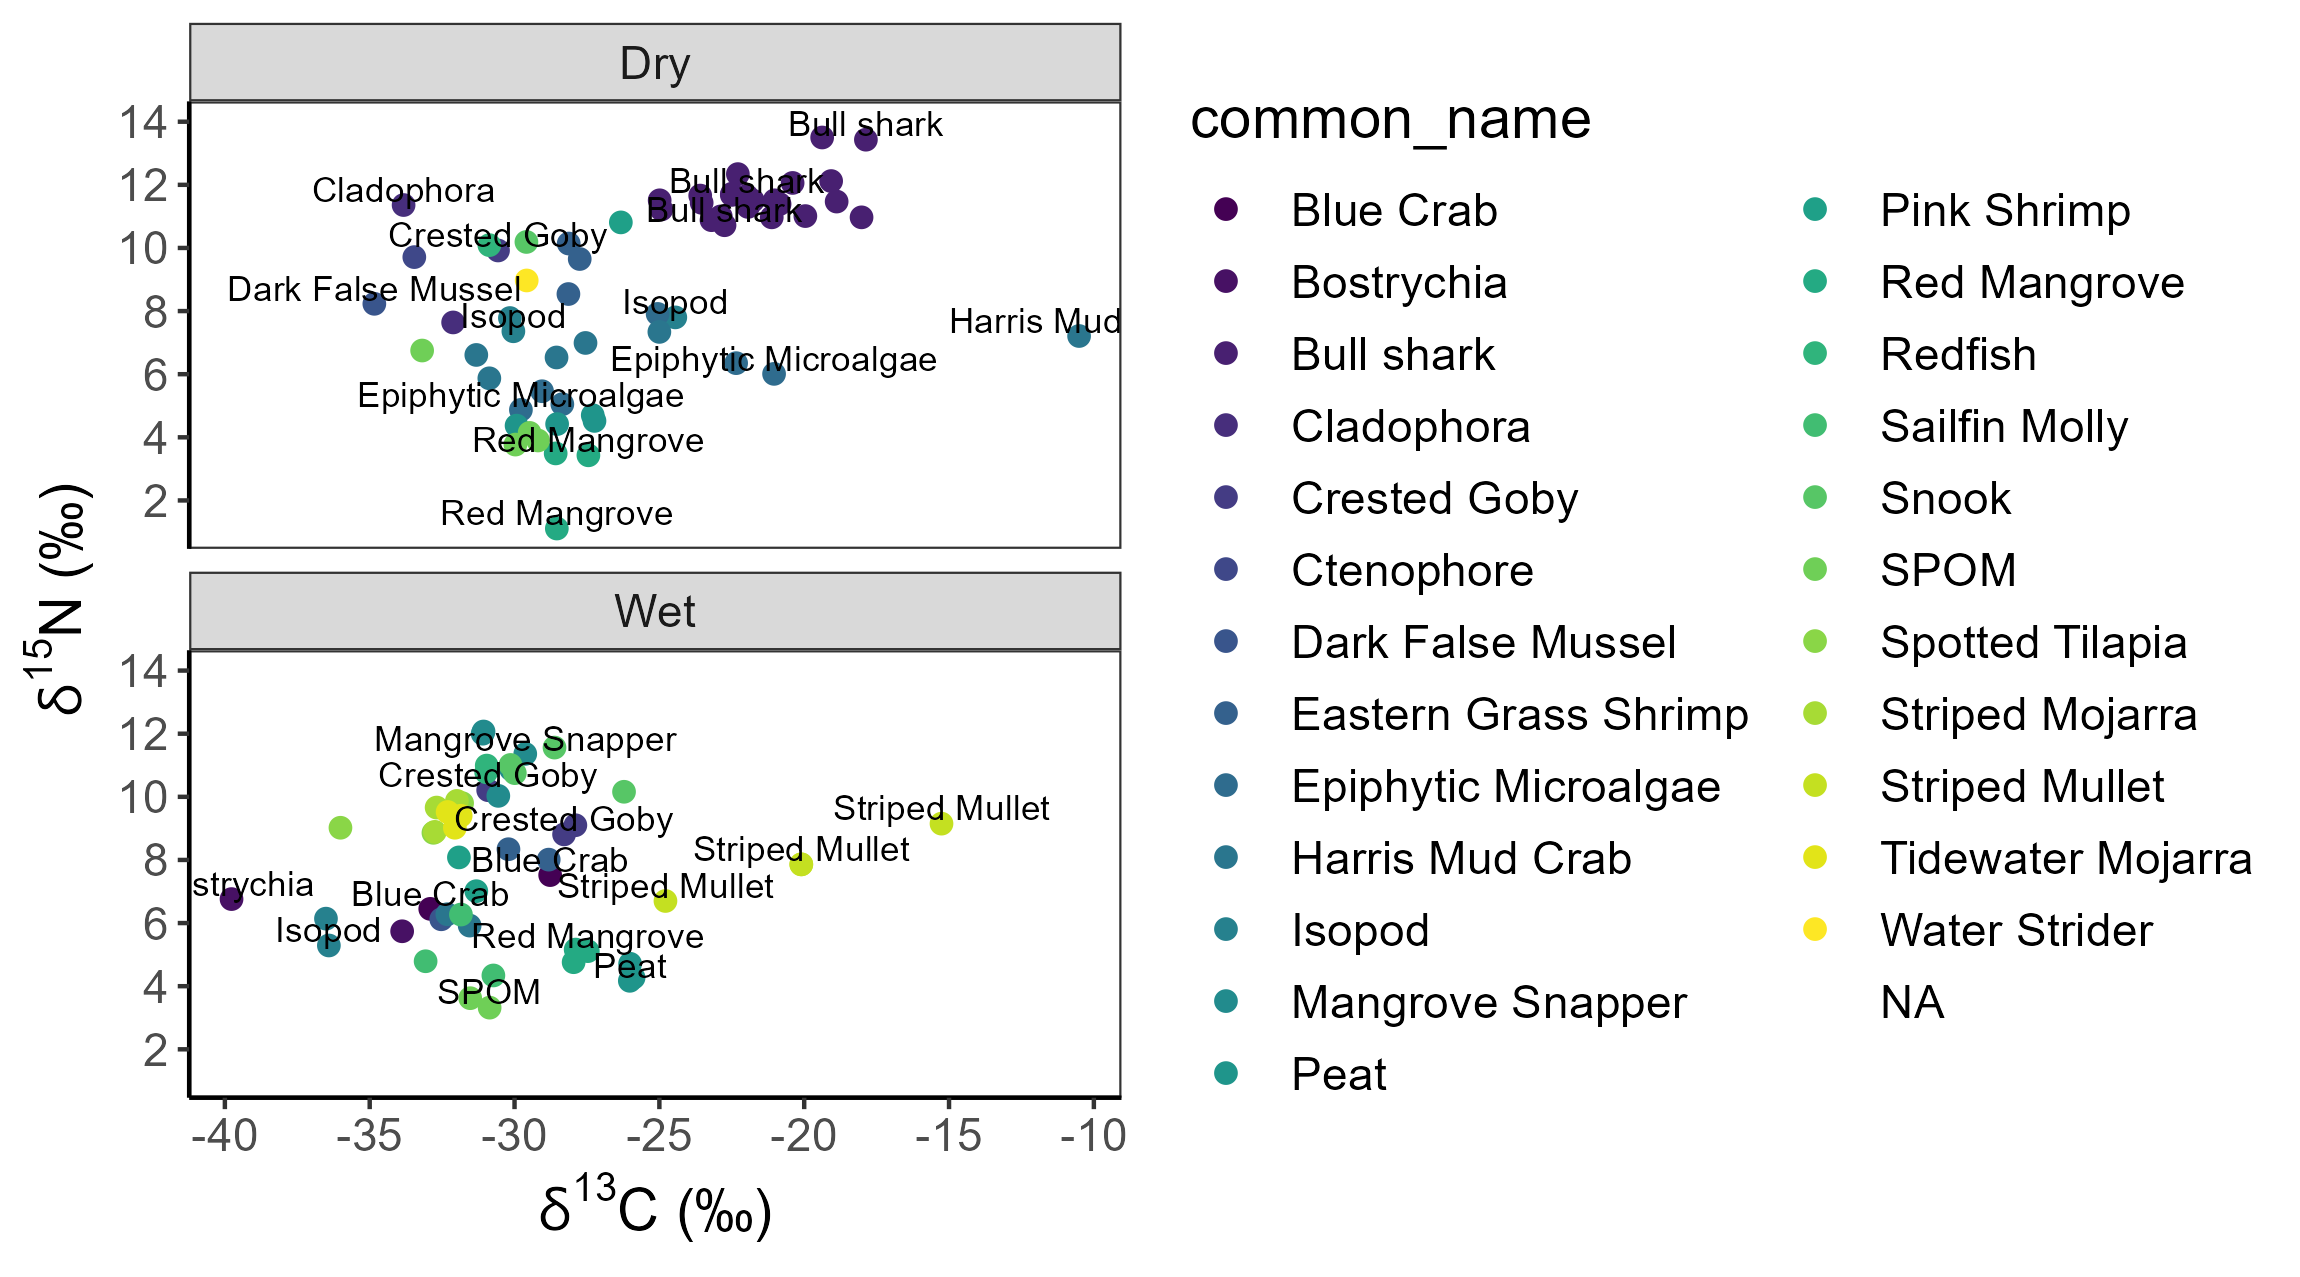 Dry
14
12
10
8
6
4
2
Bull shark
Bull shark
Cladophora
Bull shark
Crested Goby
Dark False Mussel
Isopod
Isopod
Harris Mud
Epiphytic Microalgae
Epiphytic Microalgae
Red Mangrove
Red Mangrove
Wet
14
12
10
8
6
4
2
Mangrove Snapper
Crested Goby
Striped Mullet
Crested Goby
Striped Mullet
Blue Crab
strychia
Striped Mullet
Blue Crab
Isopod
Red Mangrove
Peat
SPOM
-40 -35 -30 -25 -20 -15 -10
δ¹³C (‰)
δ¹⁵N (‰)
common_name
Blue Crab
Bostrychia
Bull shark
Cladophora
Crested Goby
Ctenophore
Dark False Mussel
Eastern Grass Shrimp
Epiphytic Microalgae
Harris Mud Crab
Isopod
Mangrove Snapper
Peat
Pink Shrimp
Red Mangrove
Redfish
Sailfin Molly
Snook
SPOM
Spotted Tilapia
Striped Mojarra
Striped Mullet
Tidewater Mojarra
Water Strider
NA